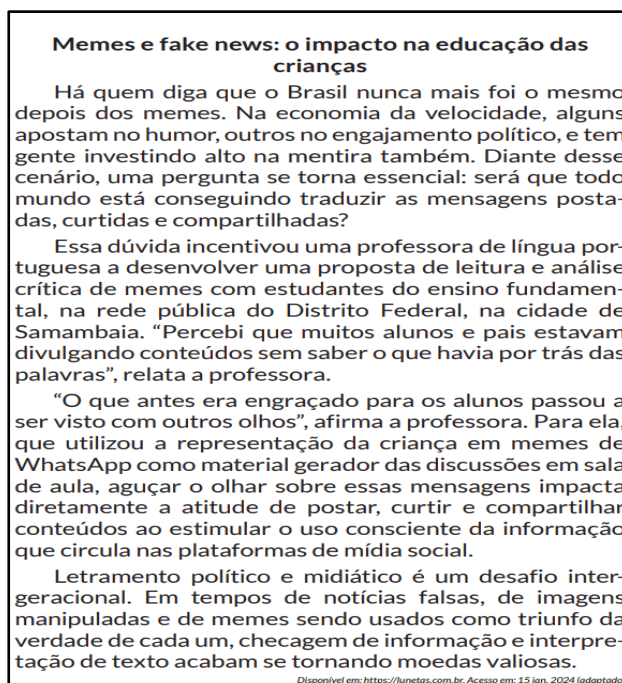 Memes e fake news: o impacto na educação das
crianças
Há quem diga que o Brasil nunca mais foi o mesmo
depois dos memes. Na economia da velocidade, alguns
apostam no humor, outros no engajamento político, e tem
gente investindo alto na mentira também. Diante desse
cenário, uma pergunta se torna essencial: será que todo
mundo está conseguindo traduzir as mensagens posta-
das, curtidas e compartilhadas?
Essa dúvida incentivou uma professora de língua por-
tuguesa a desenvolver uma proposta de leitura e análise
crítica de memes com estudantes do ensino fundamen-
tal, na rede pública do Distrito Federal, na cidade de
Samambaia. “Percebi que muitos alunos e pais estavam
divulgando conteúdos sem saber o que havia por trás das
palavras”, relata a professora.
“O que antes era engraçado para os alunos passou a
ser visto com outros olhos”, afirma a professora. Para ela,
que utilizou a representação da criança em memes de
WhatsApp como material gerador das discussões em sala
de aula, aguçar o olhar sobre essas mensagens impacta
diretamente a atitude de postar, curtir e compartilhar
conteúdos ao estimular o uso consciente da informação
que circula nas plataformas de mídia social.
Letramento político e midiático é um desafio inter-
geracional. Em tempos de notícias falsas, de imagens
manipuladas e de memes sendo usados como triunfo da
verdade de cada um, checagem de informação e interpre-
tação de texto acabam se tornando moedas valiosas.
Disponível em: https://lunetas.com.br. Acesso em: 15 jan. 2024 (adaptado